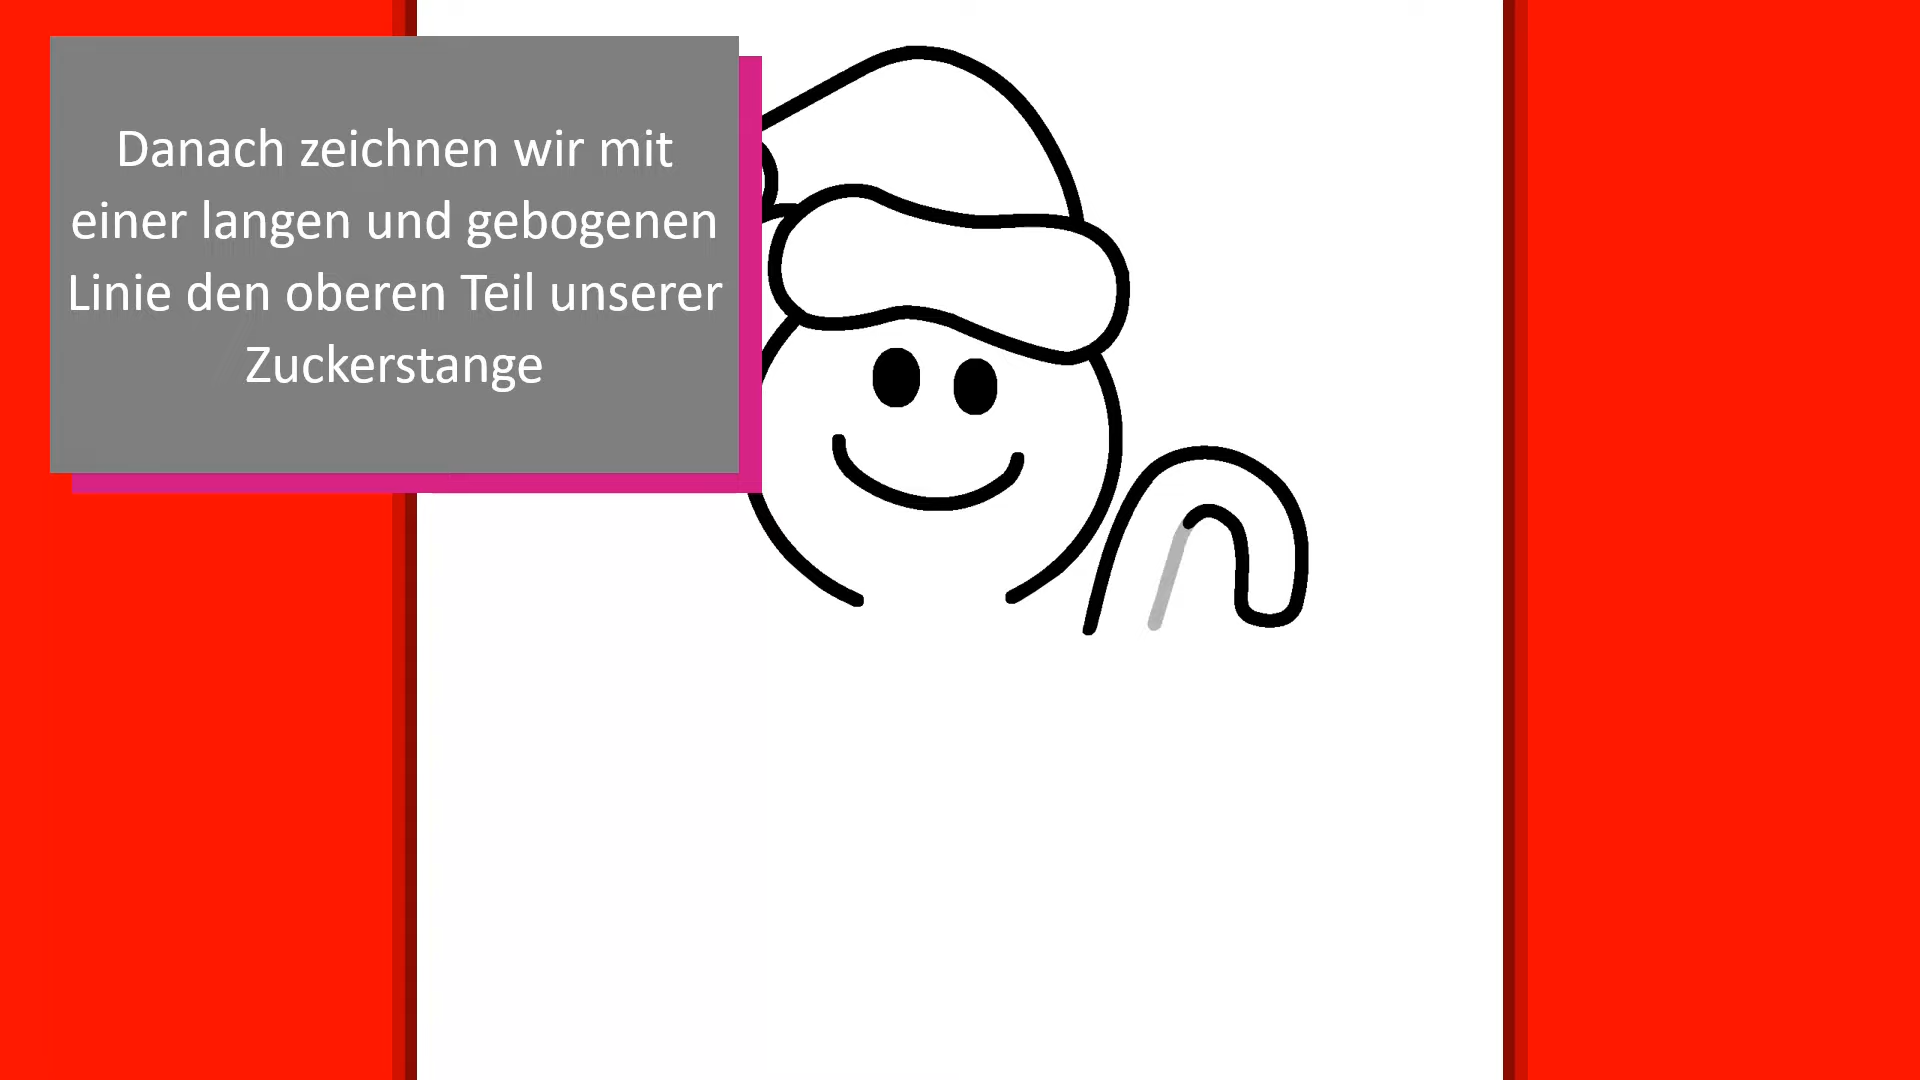 Danach zeichnen wir mit
einer langen und gebogenen
Linie den oberen Teil unserer
Zuckerstange